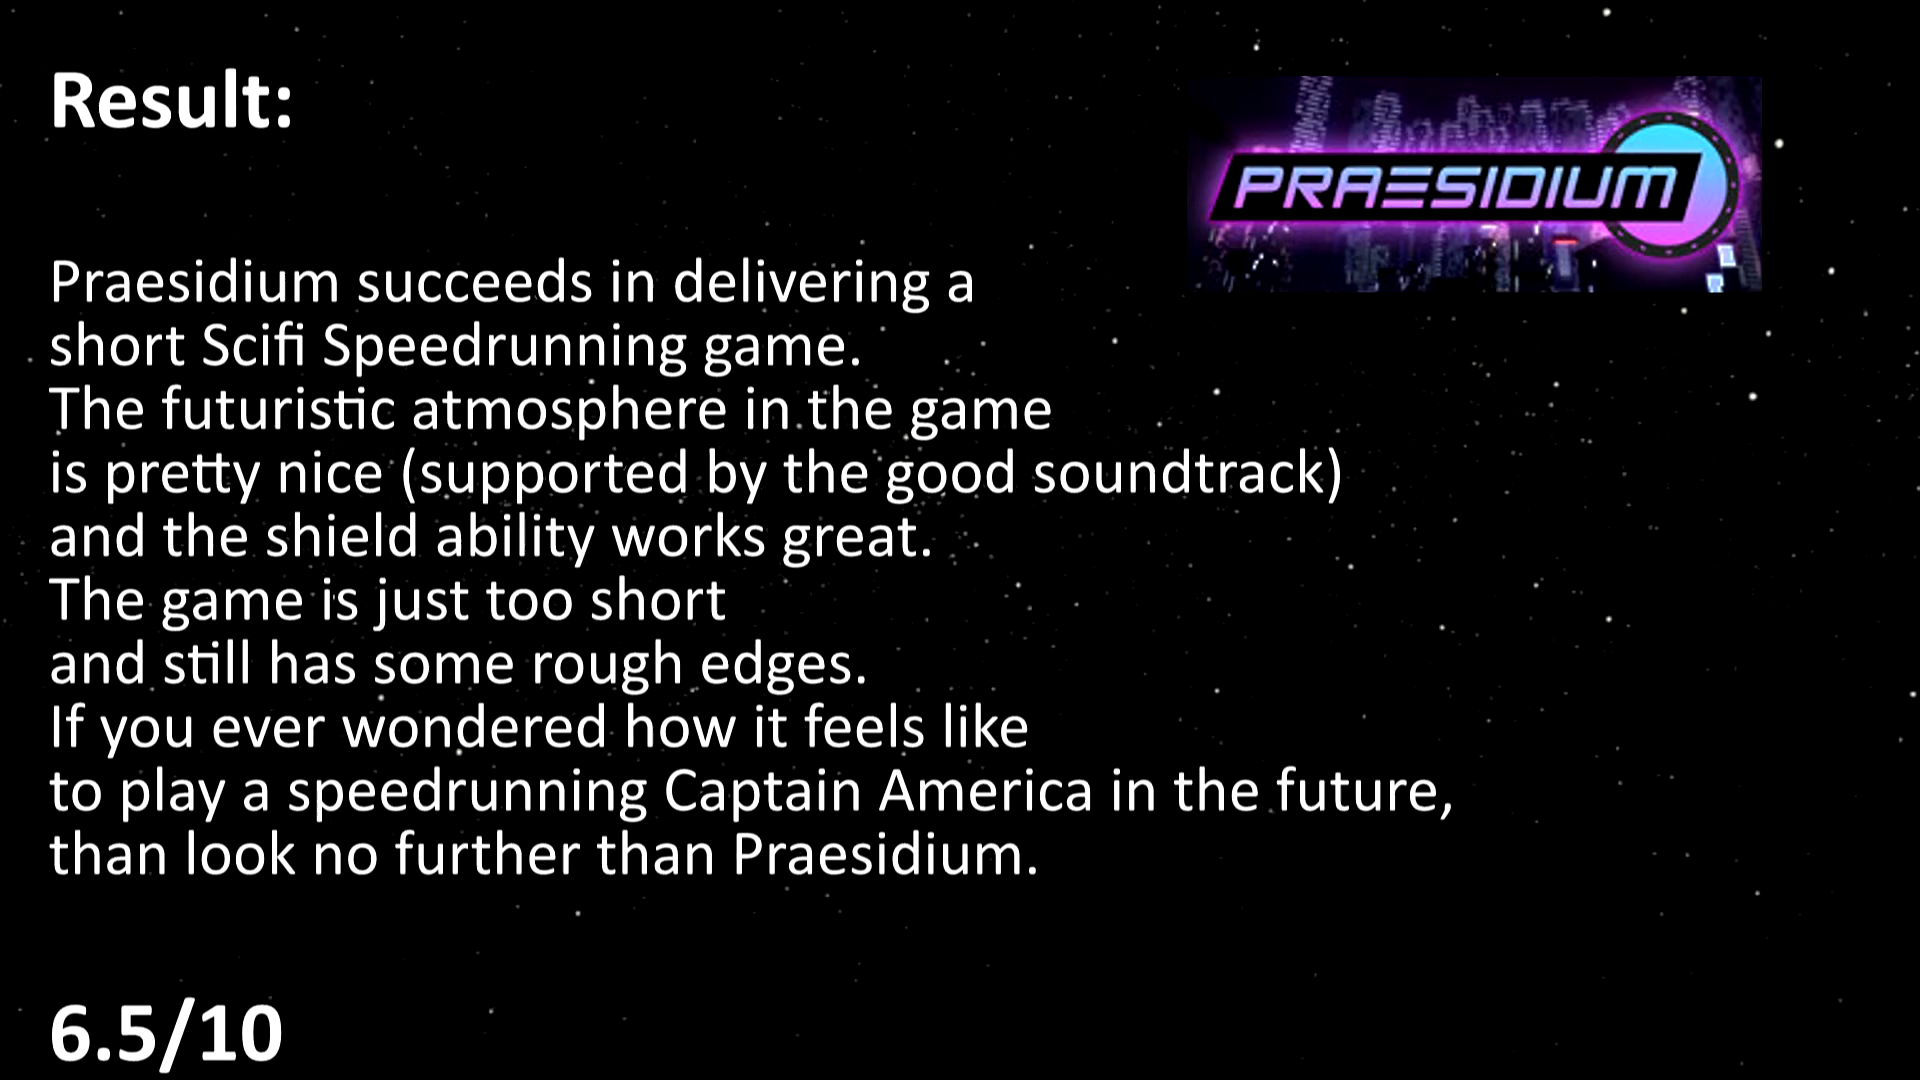 Result:
PRAESIDIUM
Praesidium succeeds in delivering a
short Scifi Speedrunning game.
The futuristic atmosphere in the game
is pretty nice (supported by the good soundtrack)
and the shield ability works great.
The game is just too short
and still has some rough edges.
If you ever wondered how it feels like
to play a speedrunning Captain America in the future,
than look no further than Praesidium.
6.5/10